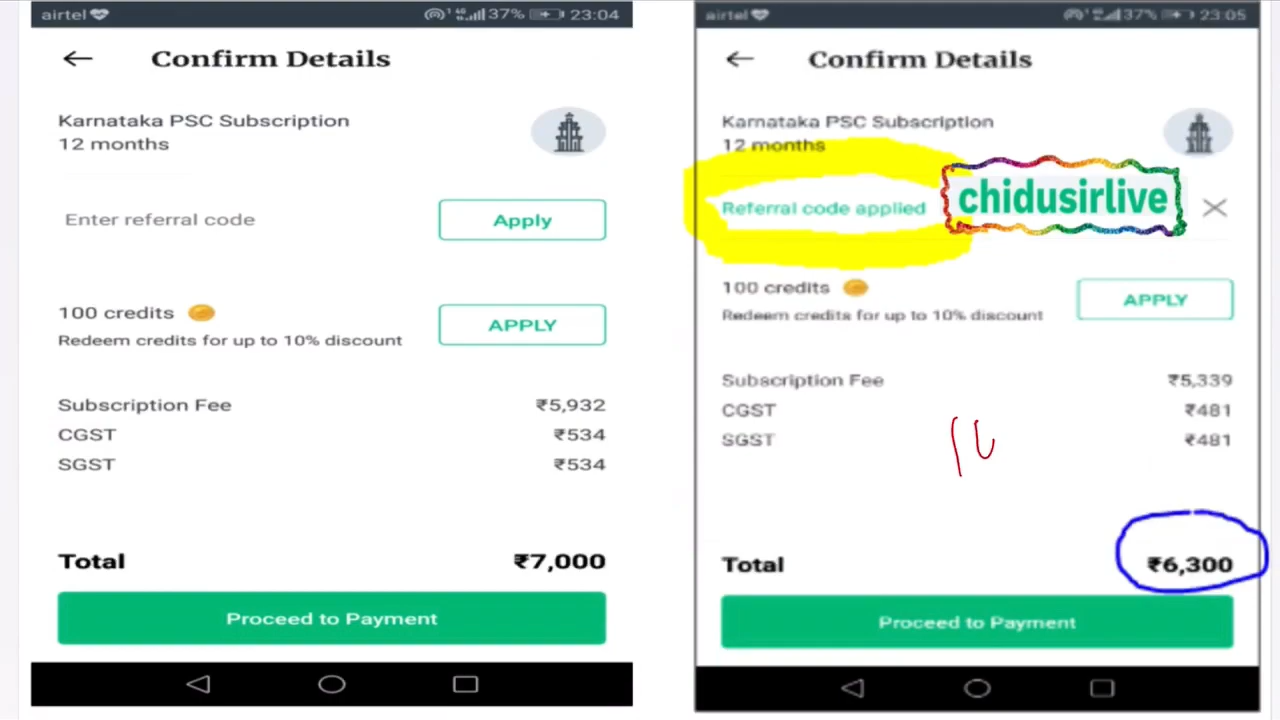 airtel 37% 23:04
Confirm Details
Karnataka PSC Subscription
12 months
Enter referral code Apply
100 credits APPLY
Redeem credits for up to 10% discount
Subscription Fee ₹5,932
CGST ₹534
SGST ₹534
Total ₹7,000
Proceed to Payment
airtel 37% 23:05
Confirm Details
Karnataka PSC Subscription
12 months
Referral code applied chidusirlive
100 credits APPLY
Redeem credits for up to 10% discount
Subscription Fee ₹5,339
CGST ₹481
SGST ₹481
Total ₹6,300
Proceed to Payment